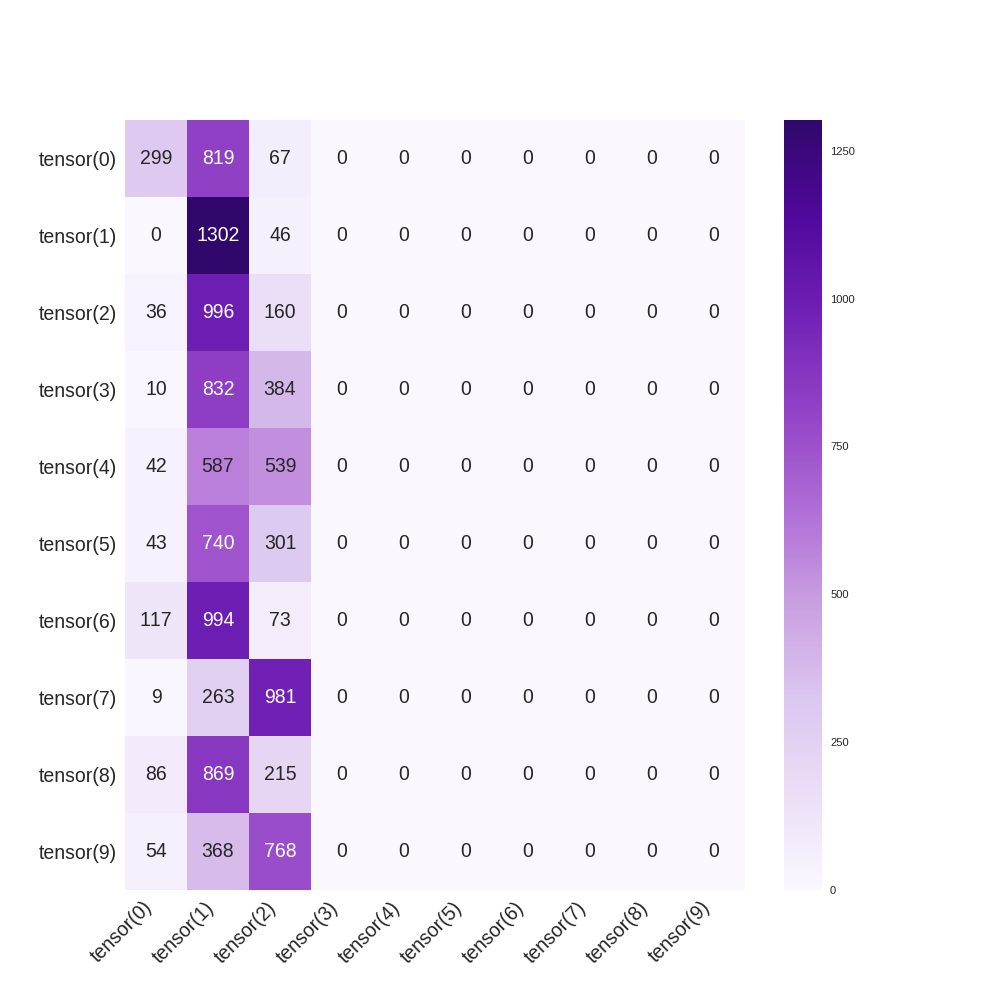 tensor(0) 299 819 67 0 0 0 0 0 0 0
tensor(1) 0 1302 46 0 0 0 0 0 0 0
tensor(2) 36 996 160 0 0 0 0 0 0 0
tensor(3) 10 832 384 0 0 0 0 0 0 0
tensor(4) 42 587 539 0 0 0 0 0 0 0
tensor(5) 43 740 301 0 0 0 0 0 0 0
tensor(6) 117 994 73 0 0 0 0 0 0 0
tensor(7) 9 263 981 0 0 0 0 0 0 0
tensor(8) 86 869 215 0 0 0 0 0 0 0
tensor(9) 54 368 768 0 0 0 0 0 0 0
tensor(0) tensor(1) tensor(2) tensor(3) tensor(4) tensor(5) tensor(6) tensor(7) tensor(8) tensor(9)
1250
1000
750
500
250
0